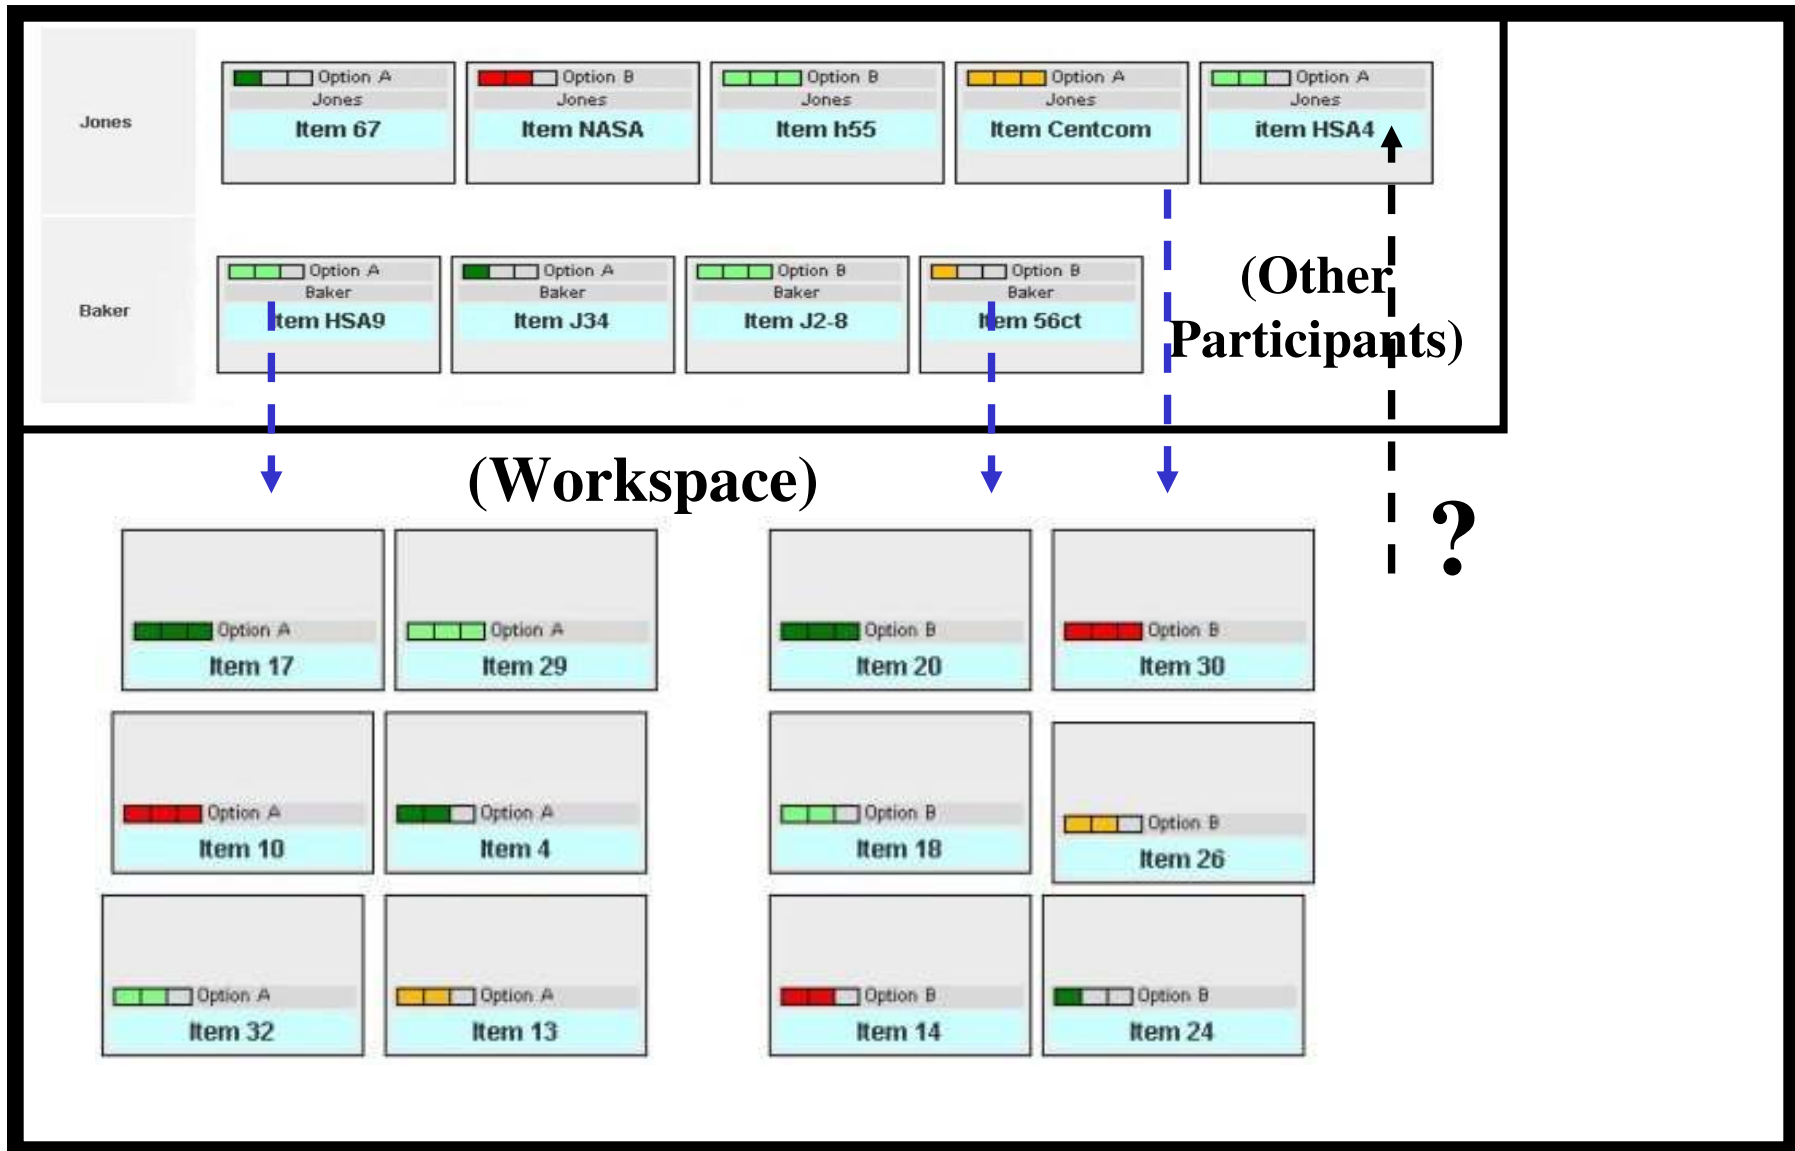 Jones
Option A
Jones
Item 67
Option B
Jones
Item NASA
Option B
Jones
Item h55
Option A
Jones
Item Centcom
Option A
Jones
item HSA4
Baker
Option A
Baker
Item HSA9
Option A
Baker
Item J34
Option B
Baker
Item J2-8
Option B
Baker
Item 56ct
(Other
Participants)
(Workspace)
?
Option A
Item 17
Option A
Item 29
Option B
Item 20
Option B
Item 30
Option A
Item 10
Option A
Item 4
Option B
Item 18
Option B
Item 26
Option A
Item 32
Option A
Item 13
Option B
Item 14
Option B
Item 24